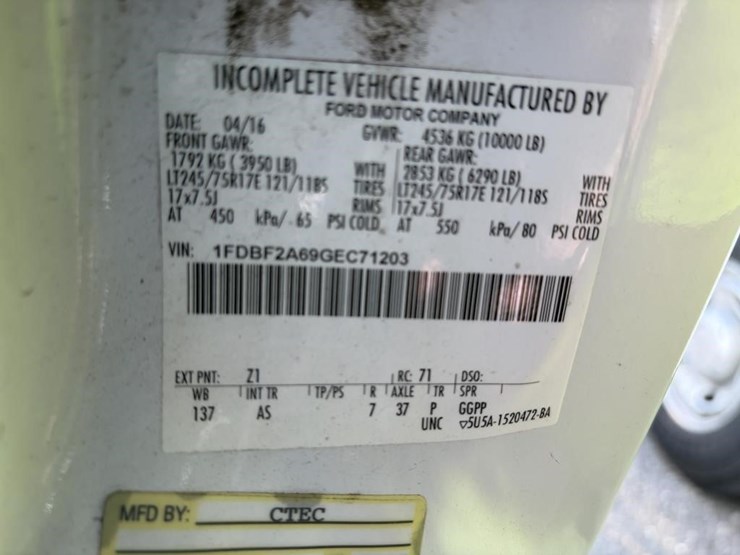 INCOMPLETE VEHICLE MANUFACTURED BY
FORD MOTOR COMPANY
DATE: 04/16 GVWR: 4536 KG (10000 LB)
FRONT GAWR: REAR GAWR:
1792 KG ( 3950 LB) WITH 2853 KG ( 6290 LB) WITH
LT245/75R17E 121/118S TIRES LT245/75R17E 121/118S TIRES
17x7.5J RIMS 17x7.5J RIMS
AT 450 kPa/ 65 PSI COLD AT 550 kPa/ 80 PSI COLD
VIN: 1FDBF2A69GEC71203
EXT PNT: Z1 RC: 71 DSO:
WB INT TR TP/PS R AXLE TR SPR
137 AS 7 37 P GGPP
UNC ▽5U5A-1520472-BA
MFD BY: CTEC